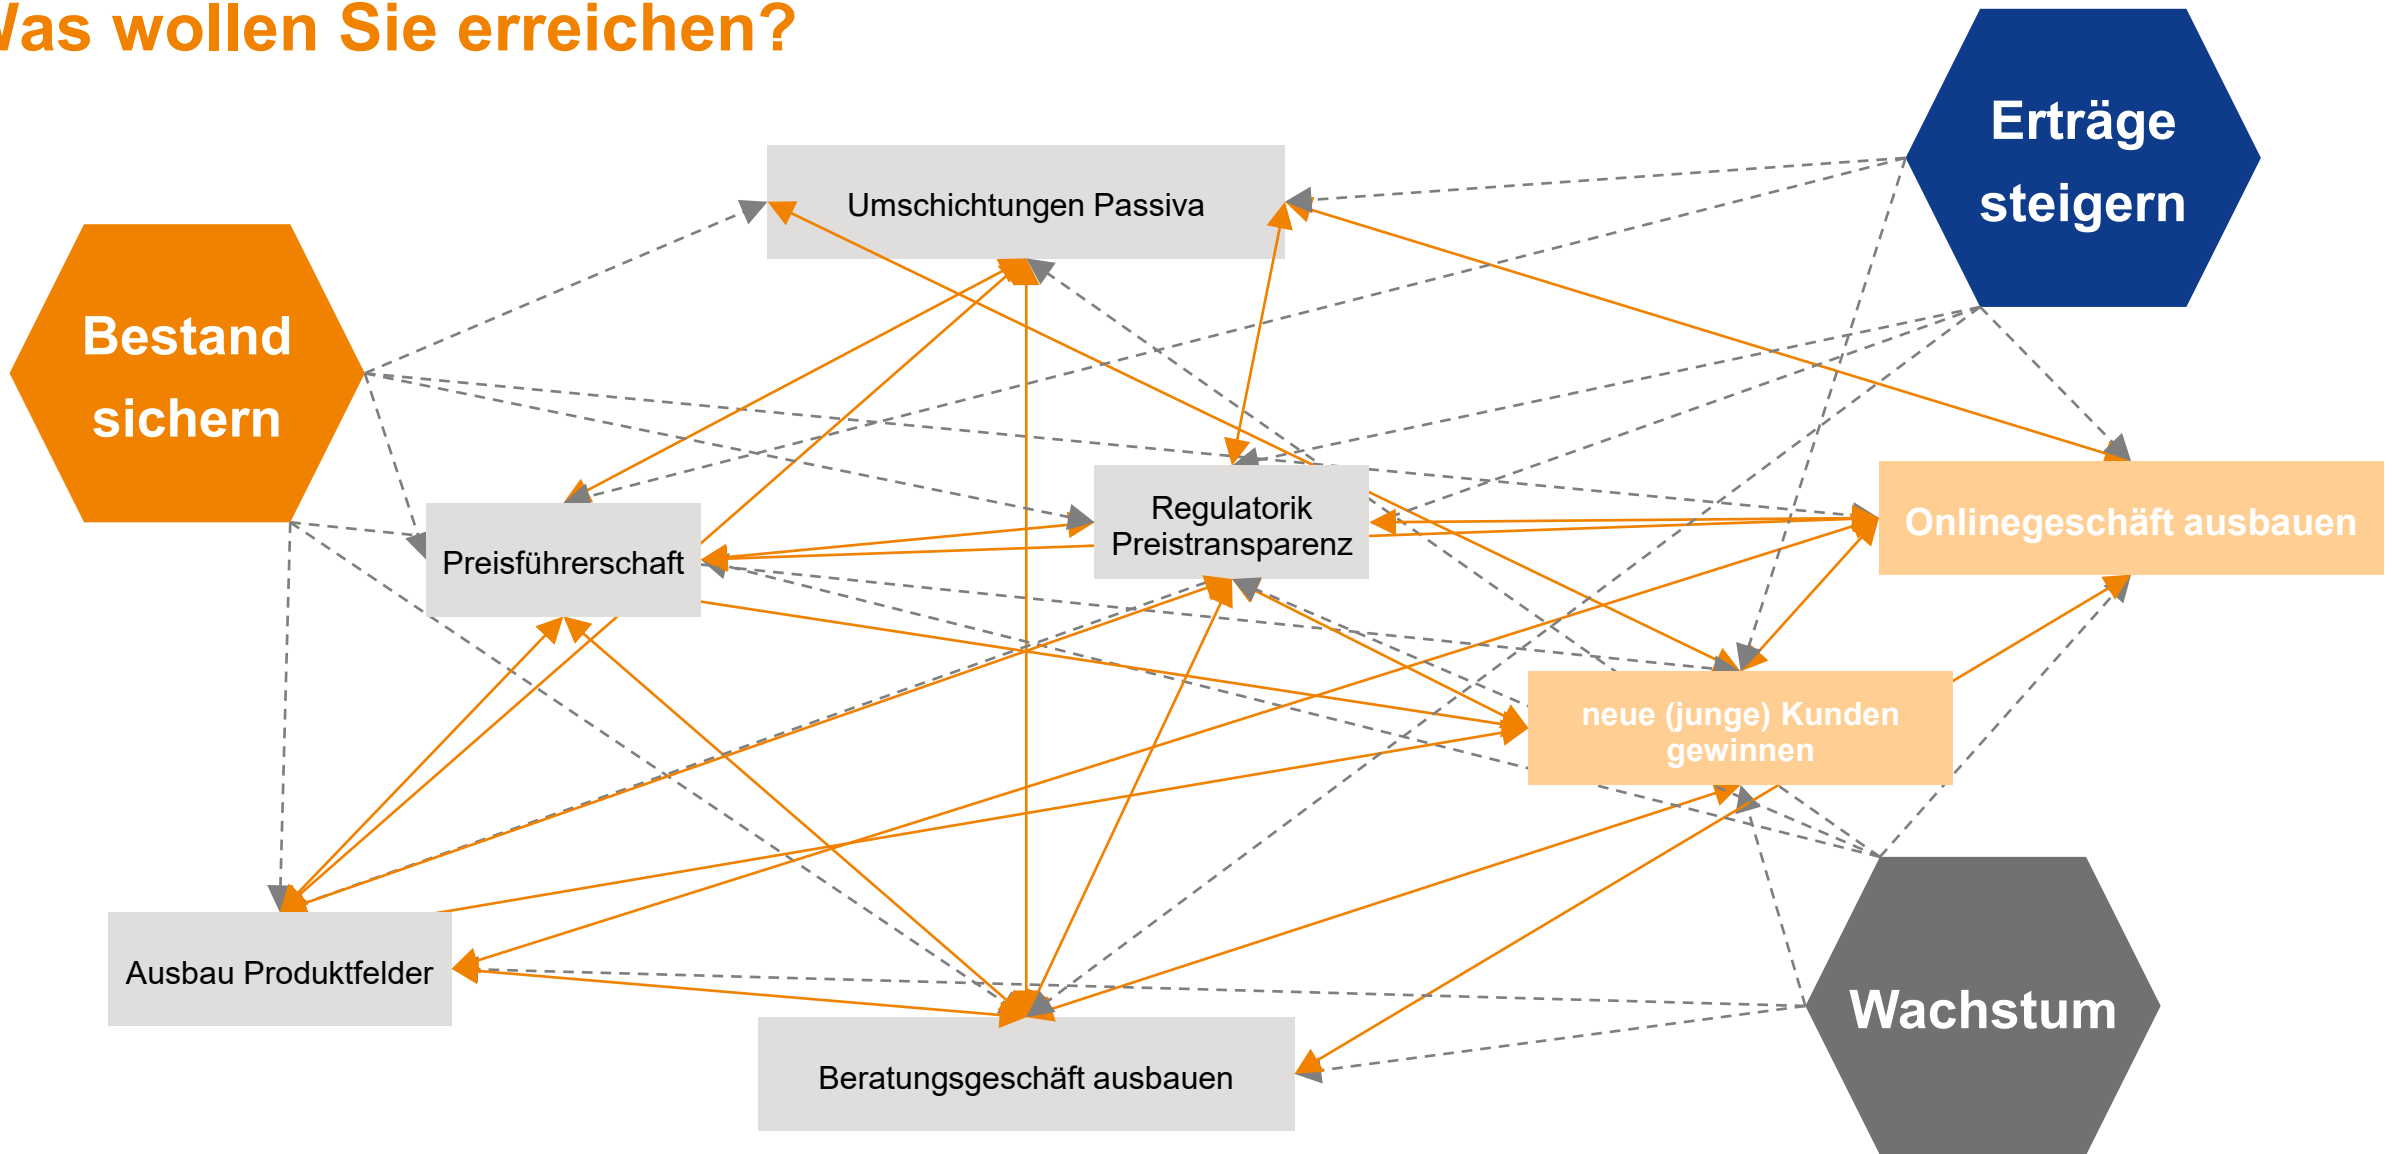 Was wollen Sie erreichen?
Erträge
steigern
Umschichtungen Passiva
Bestand
sichern
Regulatorik
Preistransparenz
Onlinegeschäft ausbauen
Preisführerschaft
neue (junge) Kunden
gewinnen
Ausbau Produktfelder
Wachstum
Beratungsgeschäft ausbauen